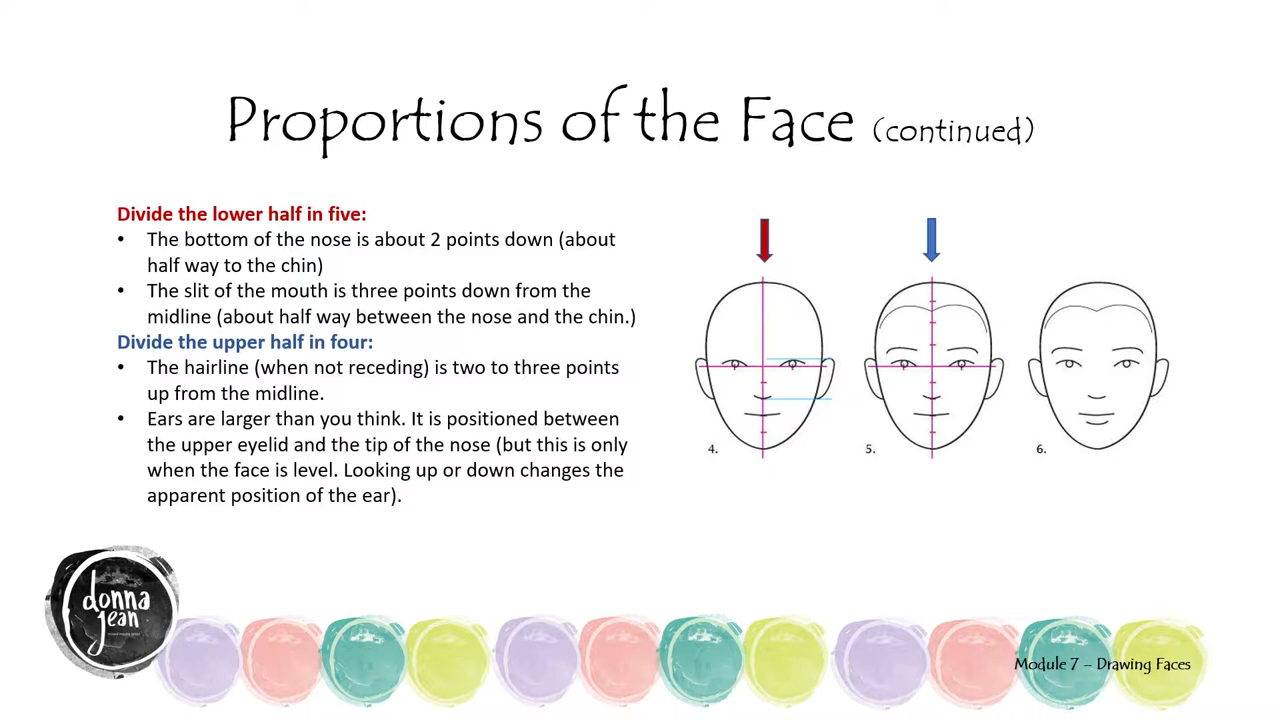 Proportions of the Face (continued)
Divide the lower half in five:
• The bottom of the nose is about 2 points down (about
half way to the chin)
• The slit of the mouth is three points down from the
midline (about half way between the nose and the chin.)
Divide the upper half in four:
• The hairline (when not receding) is two to three points
up from the midline.
• Ears are larger than you think. It is positioned between
the upper eyelid and the tip of the nose (but this is only
when the face is level. Looking up or down changes the
apparent position of the ear).
4.
5.
6.
donna
jean
Module 7 – Drawing Faces